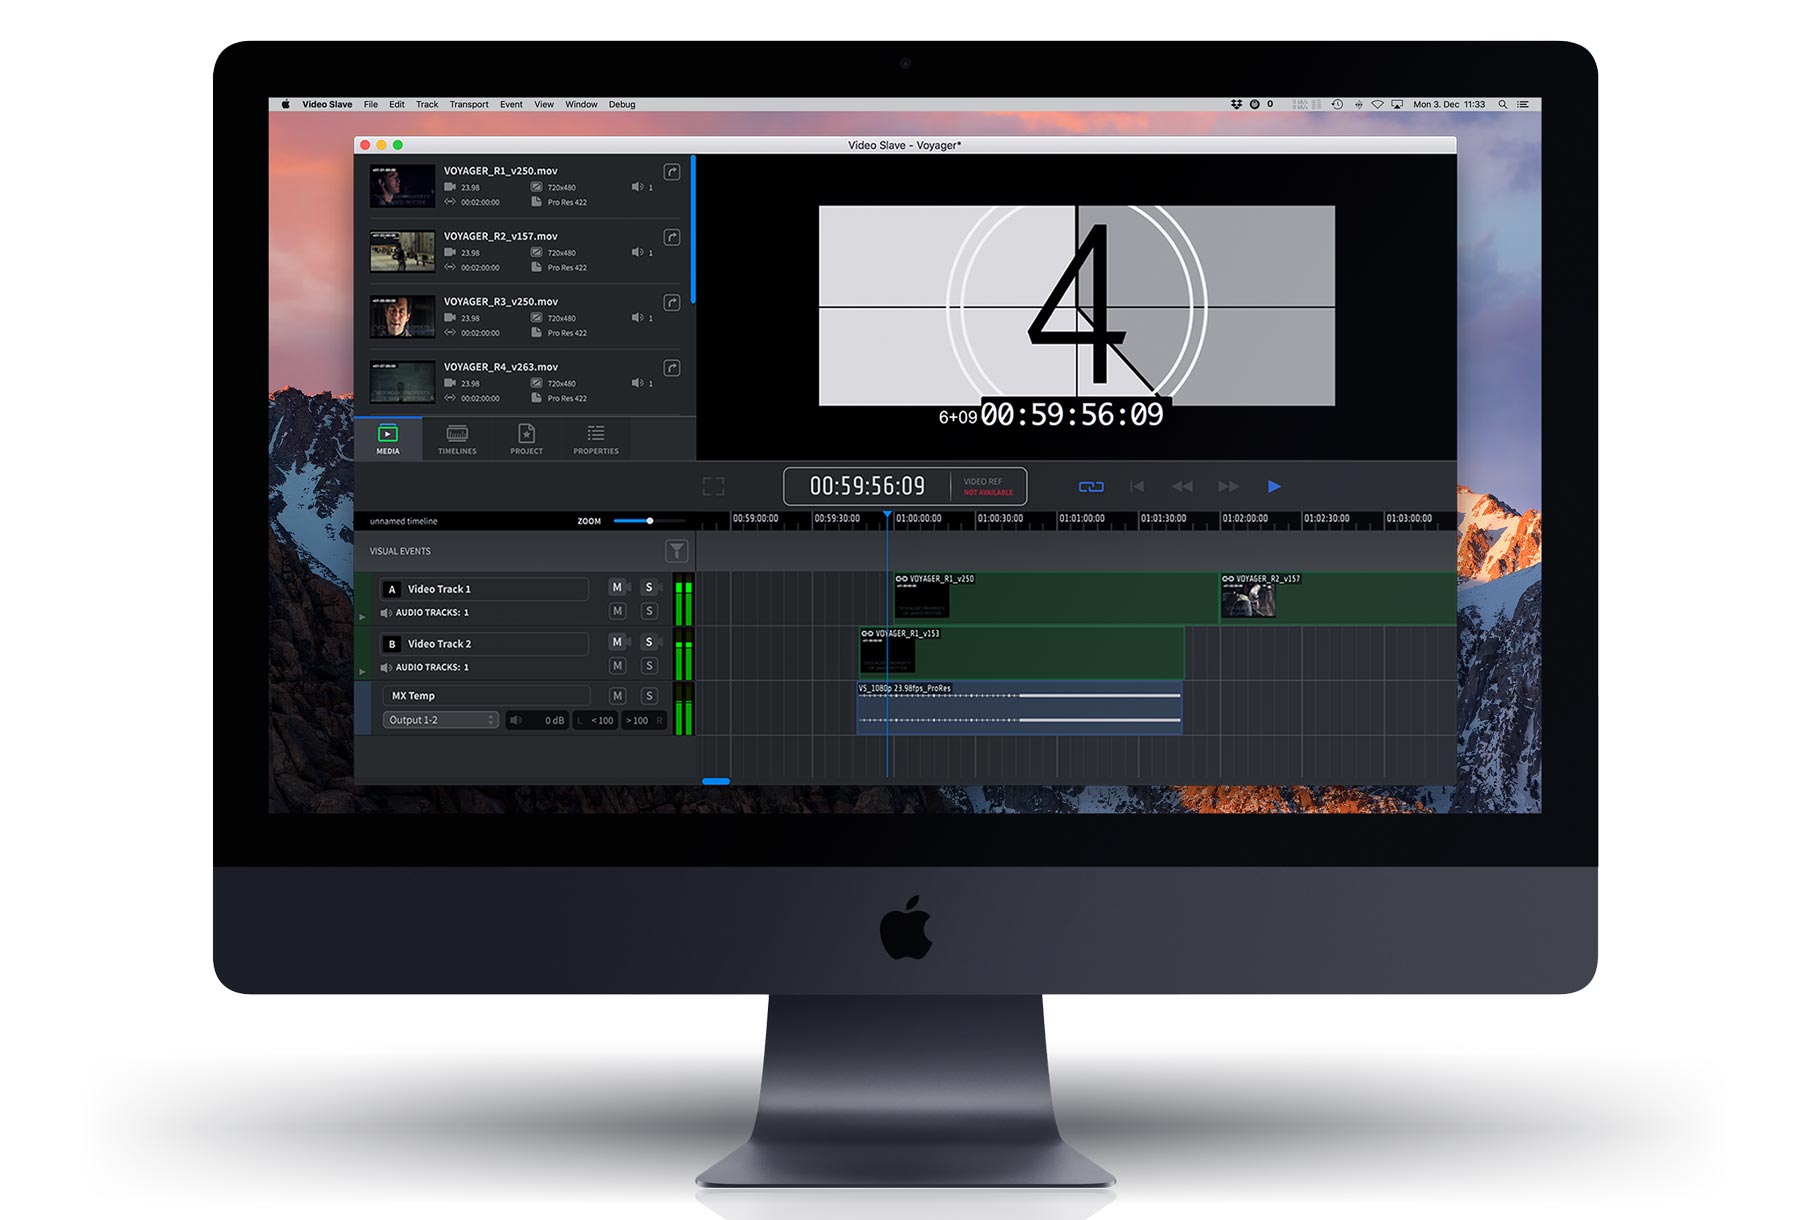 Video Slave File Edit Track Transport Event View Window Debug
0
Mon 3. Dec 11:33
Video Slave - Voyager*
VOYAGER_R1_v250.mov
23.98 720x480 1
00:02:00:00 Pro Res 422
VOYAGER_R2_v157.mov
23.98 720x480 1
00:02:00:00 Pro Res 422
VOYAGER_R3_v250.mov
23.98 720x480 1
00:02:00:00 Pro Res 422
VOYAGER_R4_v263.mov
23.98 720x480 1
00:02:00:00 Pro Res 422
MEDIA TIMELINES PROJECT PROPERTIES
4
6+09 00:59:56:09
00:59:56:09
VIDEO REF
NOT AVAILABLE
unnamed timeline ZOOM
00:59:00:00 00:59:30:00 01:00:00:00 01:00:30:00 01:01:00:00 01:01:30:00 01:02:00:00 01:02:30:00 01:03:00:00
VISUAL EVENTS
A Video Track 1 M S
AUDIO TRACKS: 1 M S
VOYAGER_R1_v250 VOYAGER_R2_v157
B Video Track 2 M S
AUDIO TRACKS: 1 M S
VOYAGER_R1_v153
MX Temp M S
Output 1-2 0 dB L <100 >100 R
V5_1080p 23.98fps_ProRes